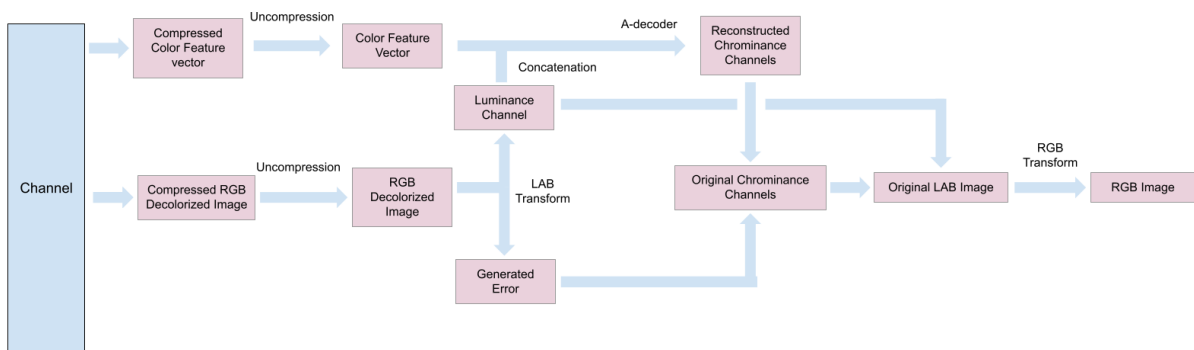 Channel
Compressed
Color Feature
vector
Uncompression
Color Feature
Vector
Concatenation
A-decoder
Reconstructed
Chrominance
Channels
Luminance
Channel
Compressed RGB
Decolorized Image
Uncompression
RGB
Decolorized
Image
LAB
Transform
Generated
Error
Original Chrominance
Channels
Original LAB Image
RGB
Transform
RGB Image